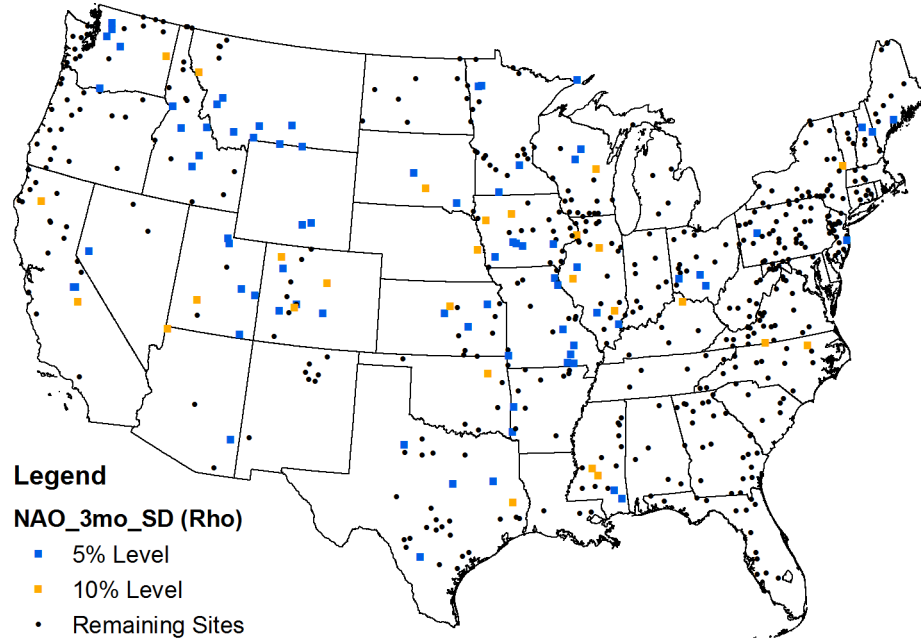 Legend
NAO_3mo_SD (Rho)
5% Level
10% Level
Remaining Sites